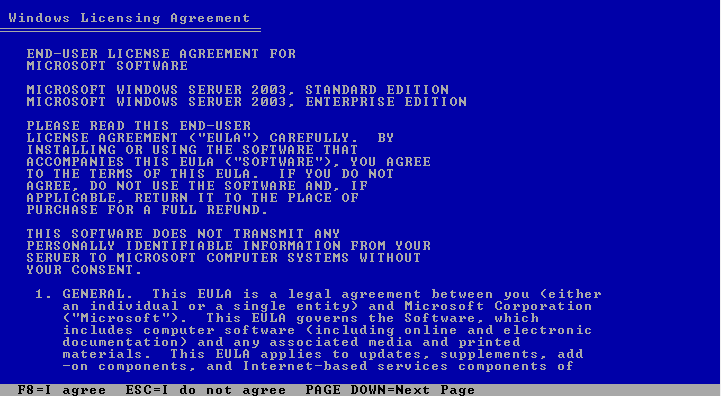 Windows Licensing Agreement
END-USER LICENSE AGREEMENT FOR
MICROSOFT SOFTWARE
MICROSOFT WINDOWS SERVER 2003, STANDARD EDITION
MICROSOFT WINDOWS SERVER 2003, ENTERPRISE EDITION
PLEASE READ THIS END-USER
LICENSE AGREEMENT ("EULA") CAREFULLY.  BY
INSTALLING OR USING THE SOFTWARE THAT
ACCOMPANIES THIS EULA ("SOFTWARE"), YOU AGREE
TO THE TERMS OF THIS EULA.  IF YOU DO NOT
AGREE, DO NOT USE THE SOFTWARE AND, IF
APPLICABLE, RETURN IT TO THE PLACE OF
PURCHASE FOR A FULL REFUND.
THIS SOFTWARE DOES NOT TRANSMIT ANY
PERSONALLY IDENTIFIABLE INFORMATION FROM YOUR
SERVER TO MICROSOFT COMPUTER SYSTEMS WITHOUT
YOUR CONSENT.
1. GENERAL.  This EULA is a legal agreement between you (either
an individual or a single entity) and Microsoft Corporation
("Microsoft").  This EULA governs the Software, which
includes computer software (including online and electronic
documentation) and any associated media and printed
materials.  This EULA applies to updates, supplements, add
-on components, and Internet-based services components of
F8=I agree  ESC=I do not agree  PAGE DOWN=Next Page